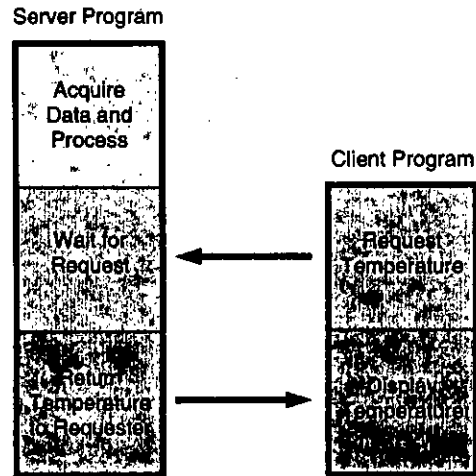 Server Program
Acquire
Data and
Process
Wait for
Request
Return
Temperature
to Requester
Client Program
Request
Temperature
Display
Temperature